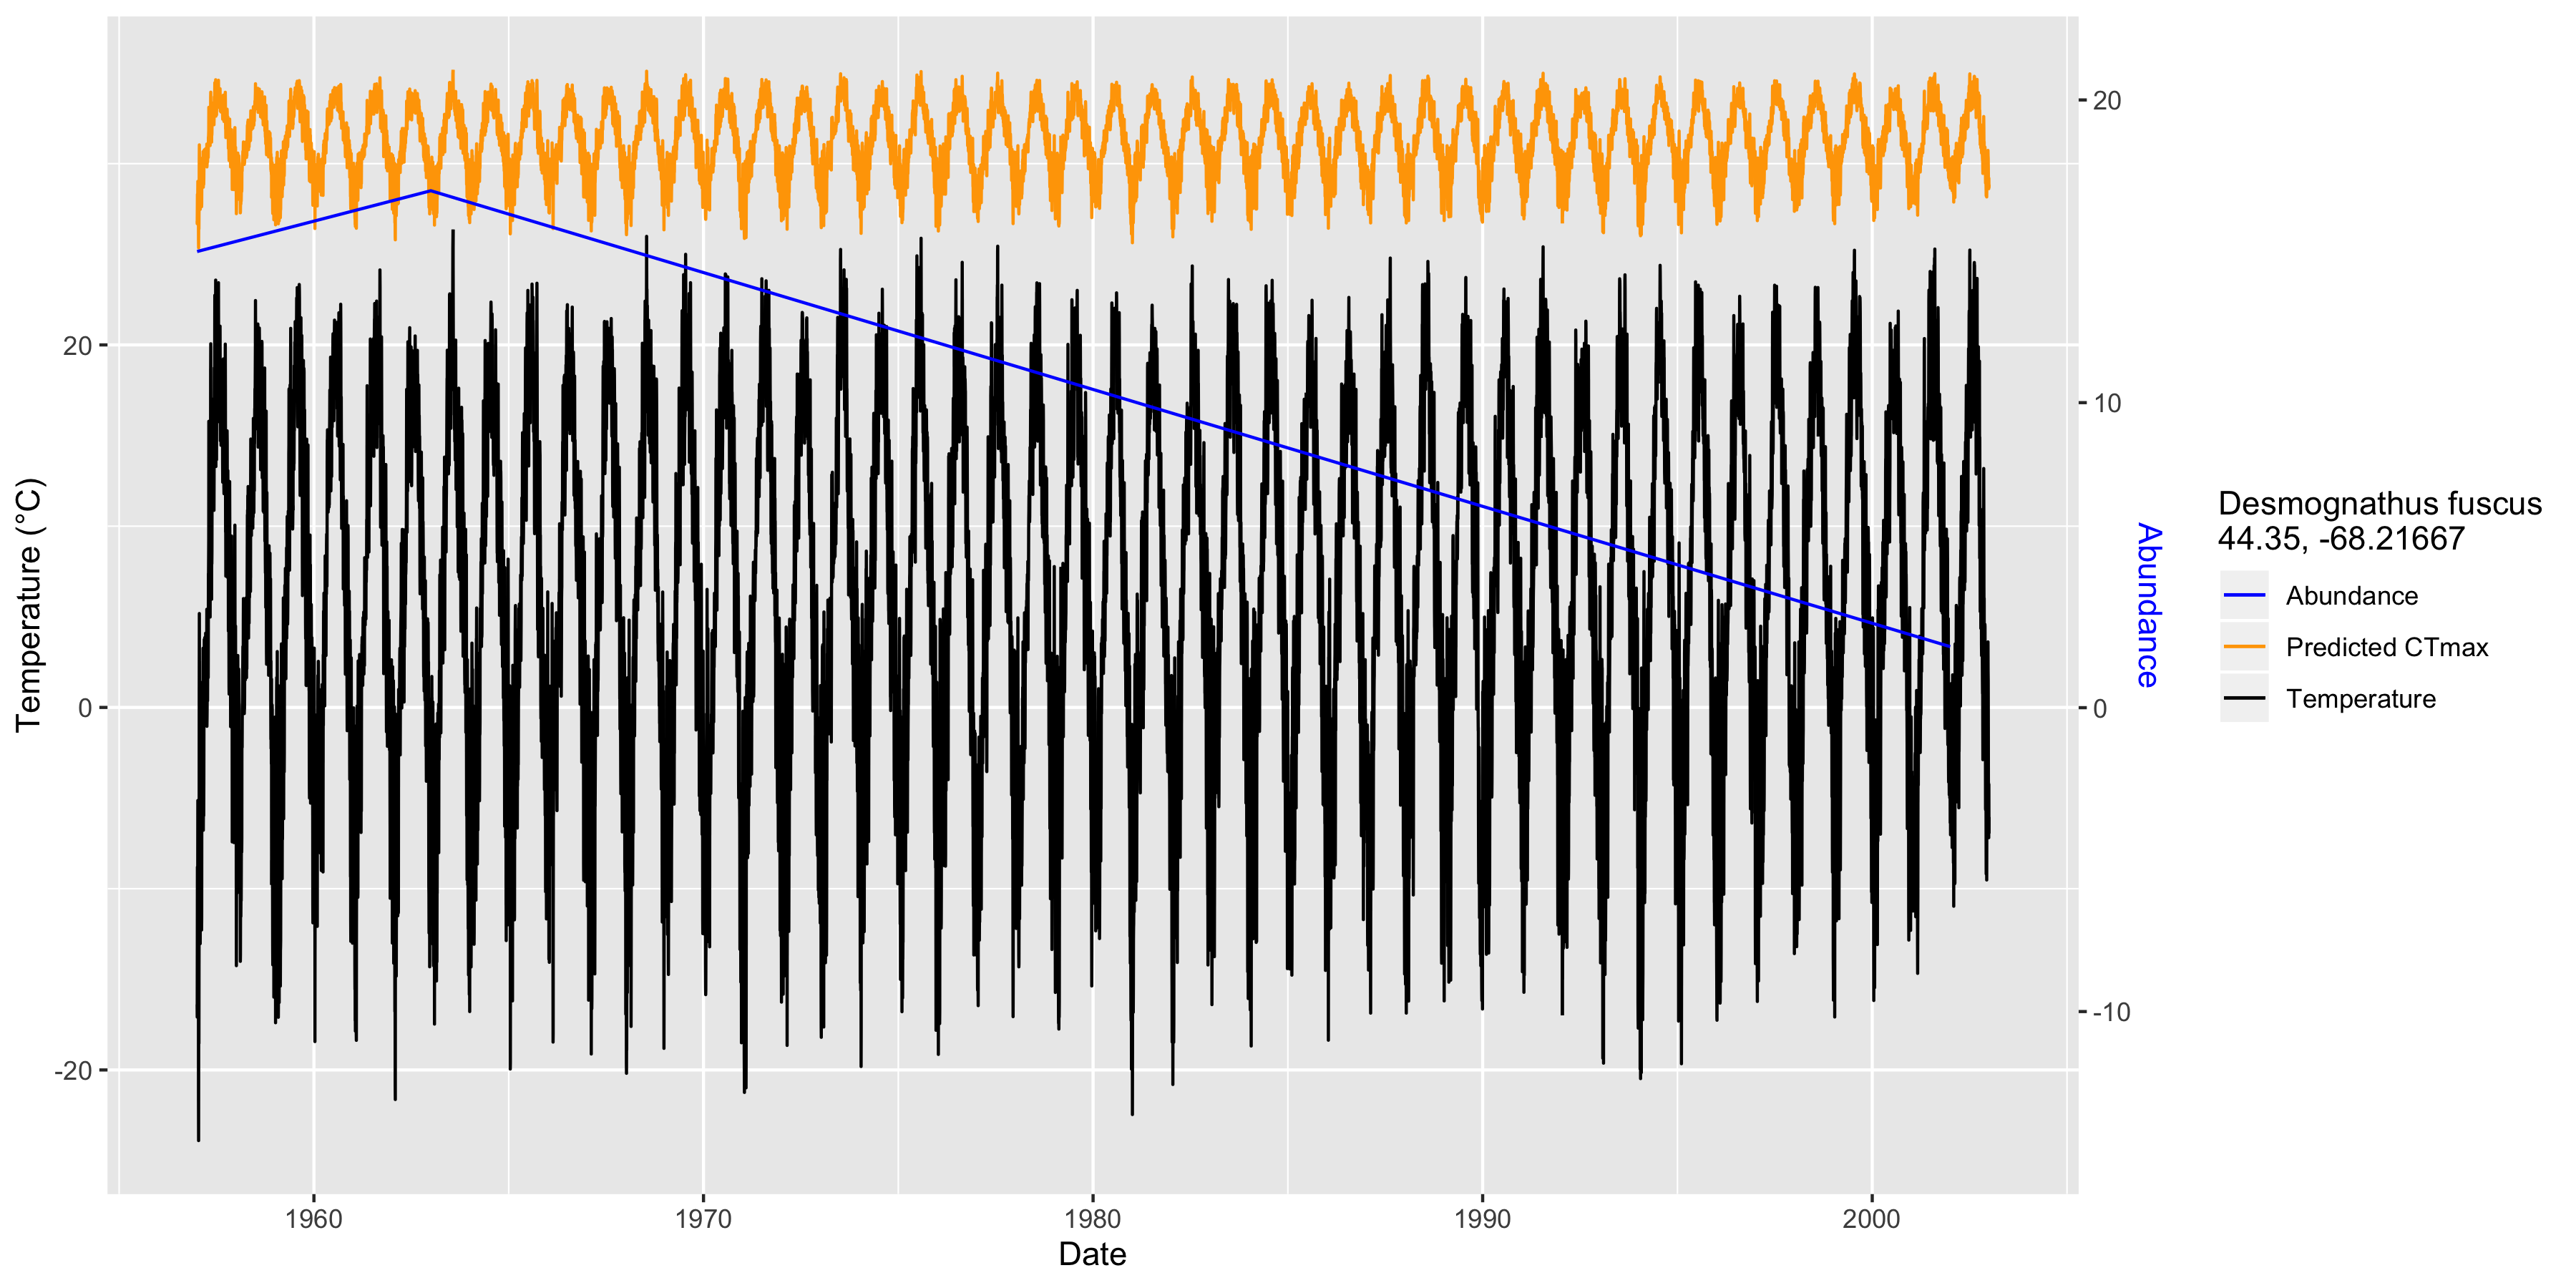 20
0
-20
Temperature (°C)
1960
1970
1980
1990
2000
Date
20
10
0
-10
Abundance
Desmognathus fuscus
44.35, -68.21667
Abundance
Predicted CTmax
Temperature